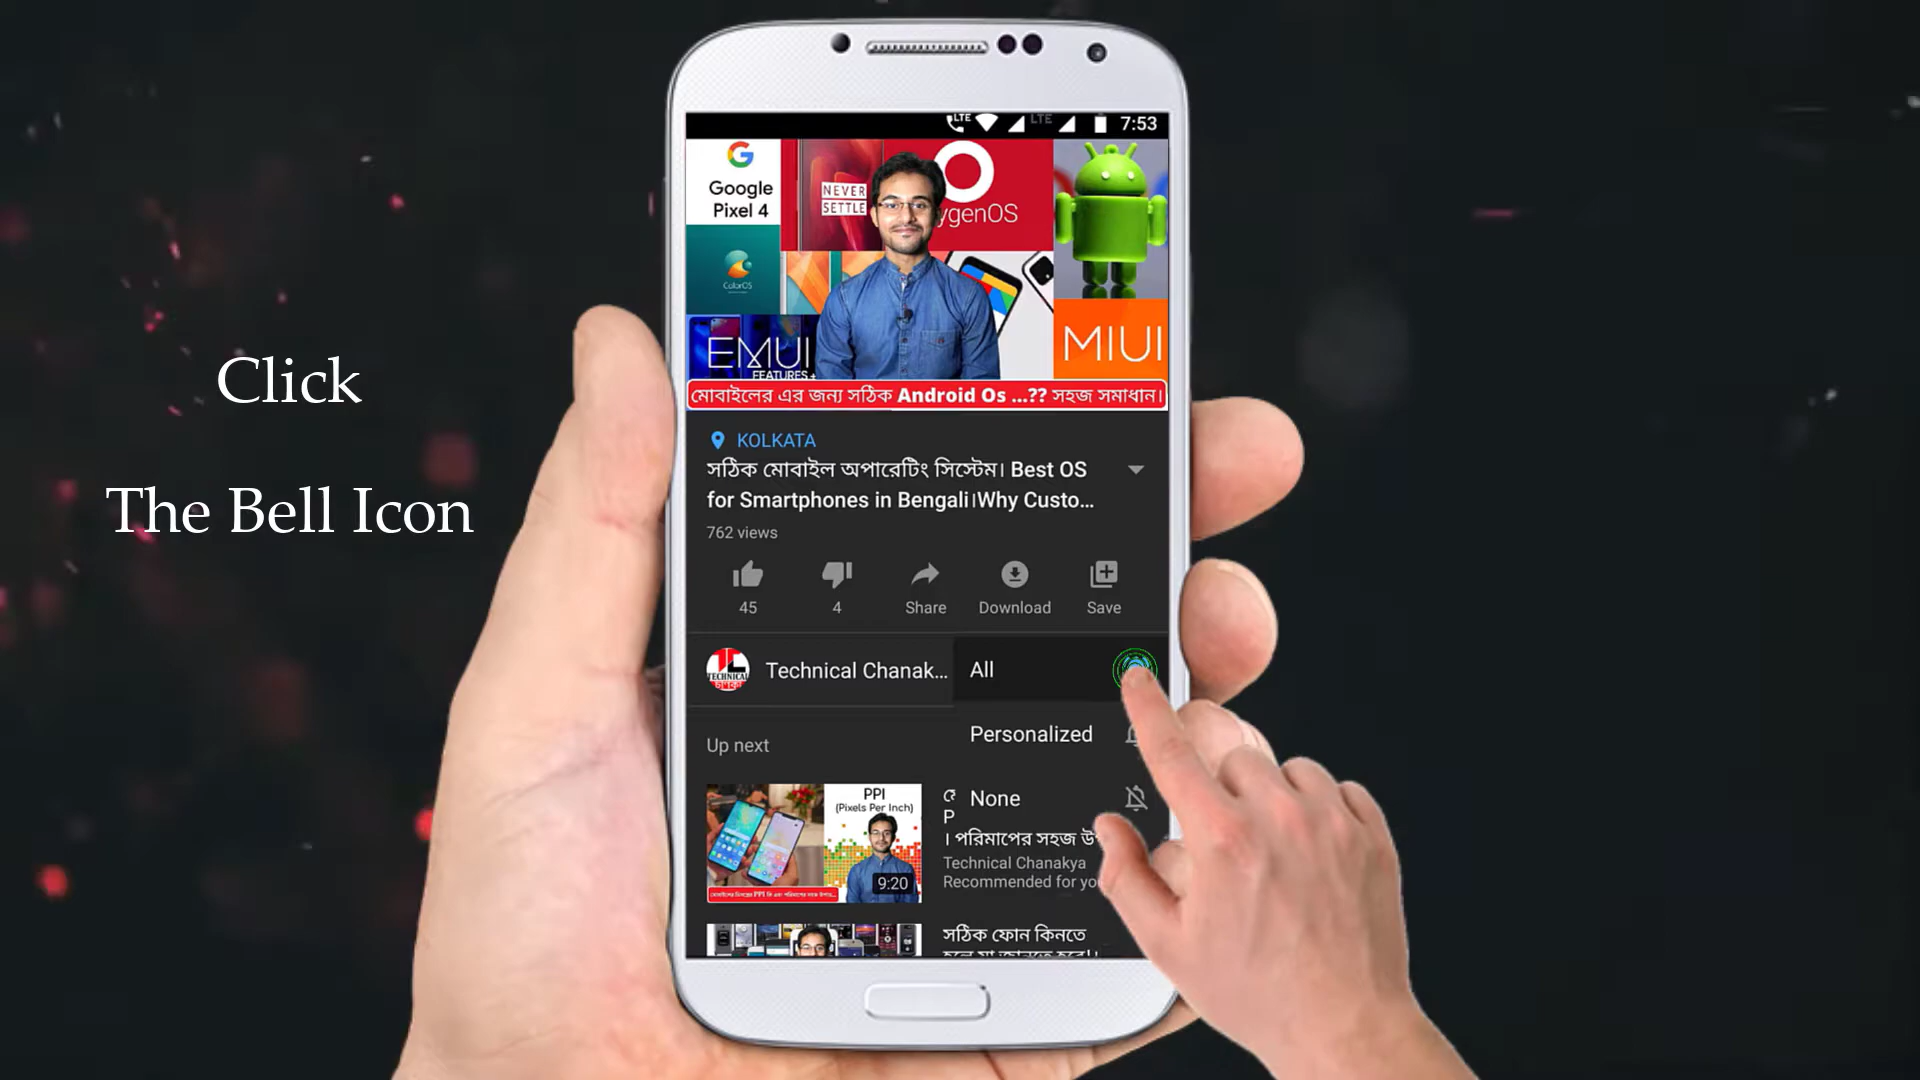 Click
The Bell Icon
LTE LTE 7:53
Google
Pixel 4
NEVER
SETTLE
ygenOS
ColorOS
EMUI
FEATURES +
MIUI
মোবাইলের এর জন্য সঠিক Android Os ...?? সহজ সমাধান।
KOLKATA
সঠিক মোবাইল অপারেটিং সিস্টেম। Best OS
for Smartphones in Bengali।Why Custo...
762 views
45 4 Share Download Save
TECHNICAL
Technical Chanak...
All
Personalized
None
Up next
PPI
(Pixels Per Inch)
9:20
P
। পরিমাপের সহজ
Technical Chanakya
Recommended for yo
সঠিক ফোন কিনতে